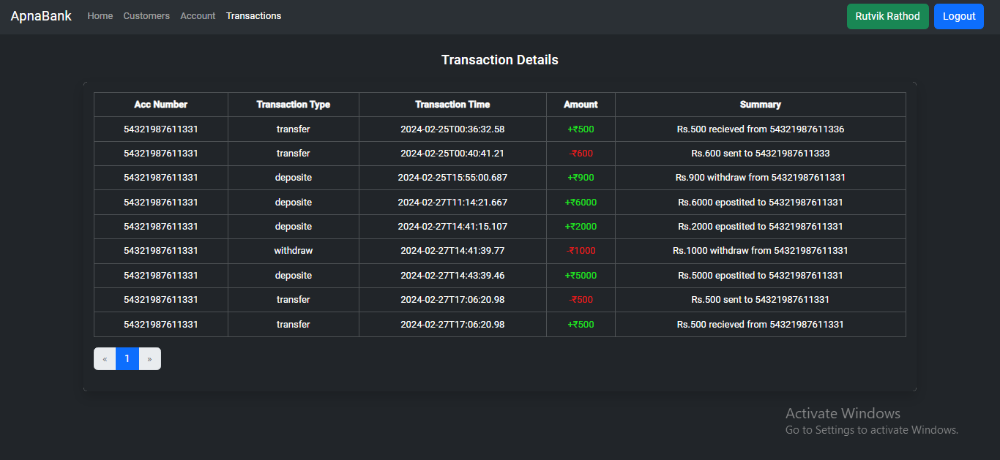 ApnaBank Home Customers Account Transactions Rutvik Rathod Logout
Transaction Details
Acc Number Transaction Type Transaction Time Amount Summary
54321987611331 transfer 2024-02-25T00:36:32.58 +₹500 Rs.500 recieved from 54321987611336
54321987611331 transfer 2024-02-25T00:40:41.21 -₹600 Rs.600 sent to 54321987611333
54321987611331 deposite 2024-02-25T15:55:00.687 +₹900 Rs.900 withdraw from 54321987611331
54321987611331 deposite 2024-02-27T11:14:21.667 +₹6000 Rs.6000 epostited to 54321987611331
54321987611331 deposite 2024-02-27T14:41:15.107 +₹2000 Rs.2000 epostited to 54321987611331
54321987611331 withdraw 2024-02-27T14:41:39.77 -₹1000 Rs.1000 withdraw from 54321987611331
54321987611331 deposite 2024-02-27T14:43:39.46 +₹5000 Rs.5000 epostited to 54321987611331
54321987611331 transfer 2024-02-27T17:06:20.98 -₹500 Rs.500 sent to 54321987611331
54321987611331 transfer 2024-02-27T17:06:20.98 +₹500 Rs.500 recieved from 54321987611331
« 1 »
Activate Windows
Go to Settings to activate Windows.